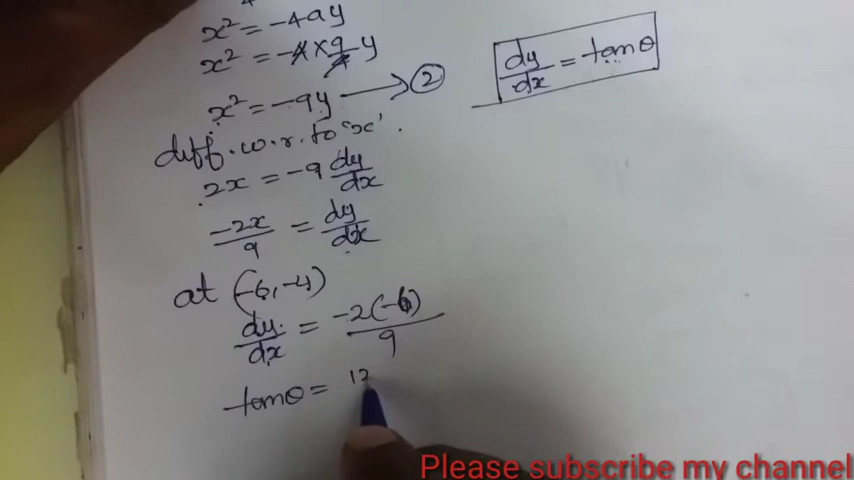 x² = -4ay
x² = -4 × 9/4 y
x² = -9y → ②
dy/dx = tanθ
diff. w. r. to 'x'.
2x = -9 dy/dx
-2x/9 = dy/dx
at (-6, -4)
dy/dx = -2(-6)/9
tanθ = 12
Please subscribe my channel